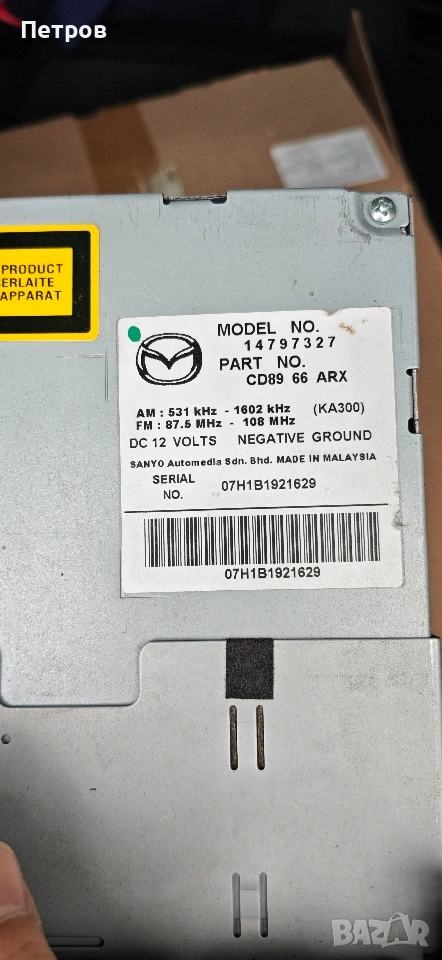 Петров
PRODUCT
ERLAITE
APPARAT
MODEL NO.
14797327
PART NO.
CD89 66 ARX
AM : 531 kHz - 1602 kHz (KA300)
FM : 87.5 MHz - 108 MHz
DC 12 VOLTS NEGATIVE GROUND
SANYO Automedia Sdn. Bhd. MADE IN MALAYSIA
SERIAL NO. 07H1B1921629
07H1B1921629
BAZAR